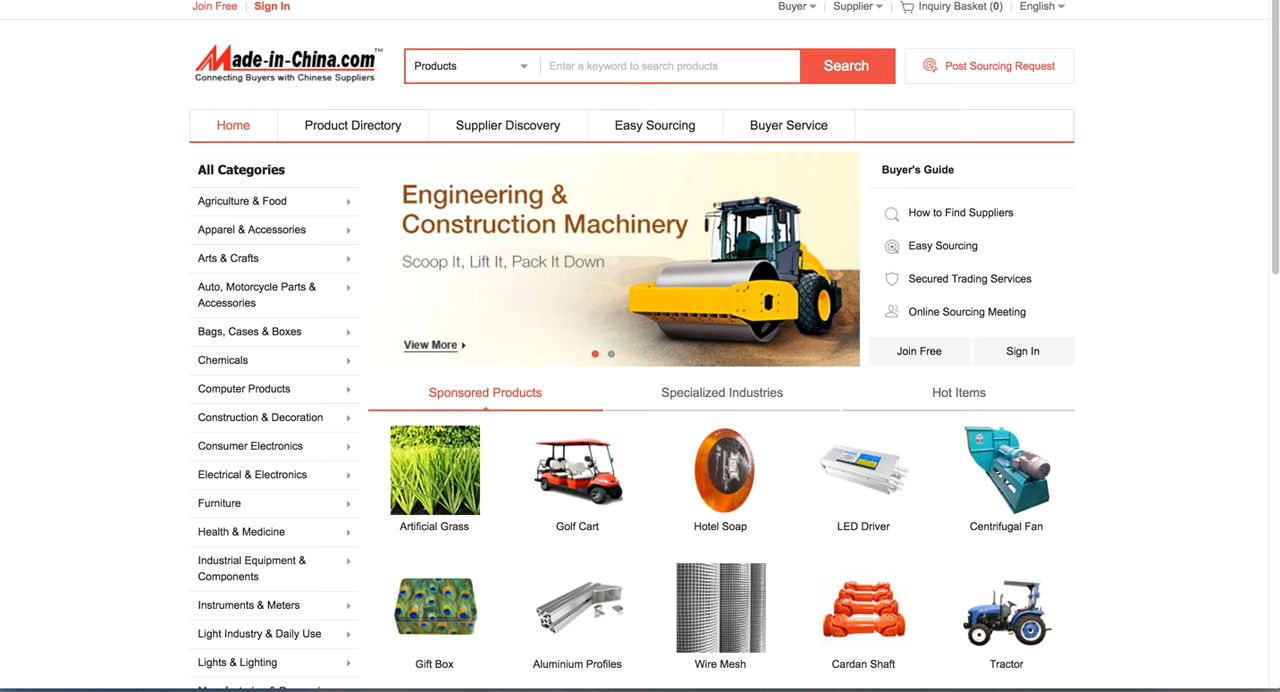 Join Free
Sign In
Buyer
Supplier
Inquiry Basket (0)
English
Made-in-China.com™
Connecting Buyers with Chinese Suppliers
Products
Enter a keyword to search products
Search
Post Sourcing Request
Home
Product Directory
Supplier Discovery
Easy Sourcing
Buyer Service
All Categories
Agriculture & Food
Apparel & Accessories
Arts & Crafts
Auto, Motorcycle Parts &
Accessories
Bags, Cases & Boxes
Chemicals
Computer Products
Construction & Decoration
Consumer Electronics
Electrical & Electronics
Furniture
Health & Medicine
Industrial Equipment &
Components
Instruments & Meters
Light Industry & Daily Use
Lights & Lighting
Engineering &
Construction Machinery
Scoop It, Lift It, Pack It Down
View More
Buyer's Guide
How to Find Suppliers
Easy Sourcing
Secured Trading Services
Online Sourcing Meeting
Join Free
Sign In
Sponsored Products
Specialized Industries
Hot Items
Artificial Grass
Golf Cart
Hotel Soap
LED Driver
Centrifugal Fan
Gift Box
Aluminium Profiles
Wire Mesh
Cardan Shaft
Tractor